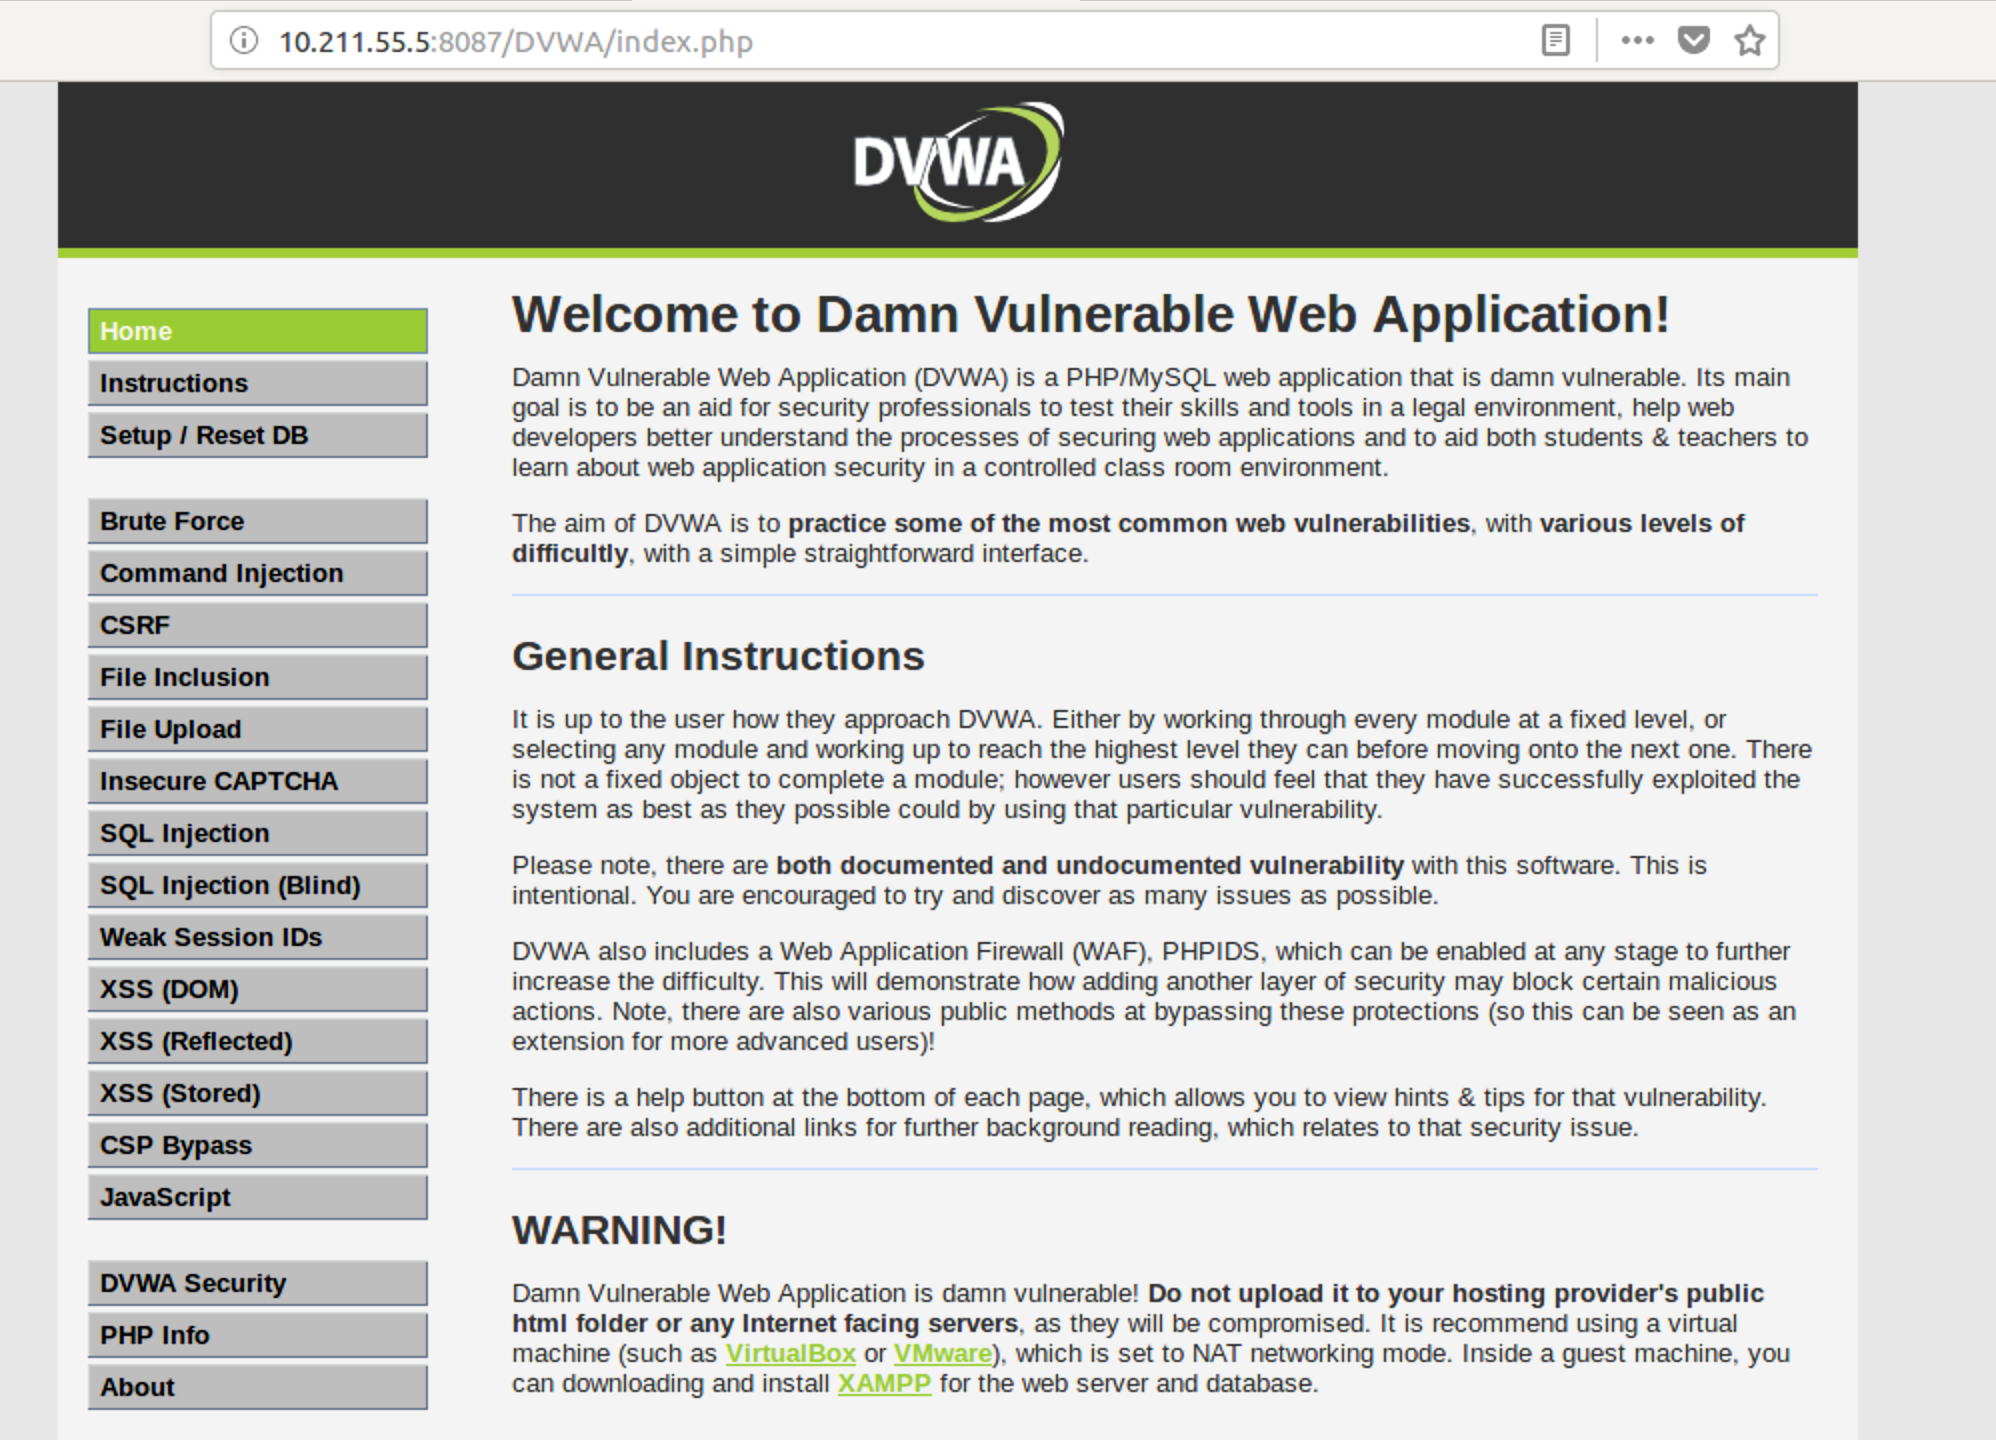 10.211.55.5:8087/DVWA/index.php
DVWA
Home
Instructions
Setup / Reset DB
Brute Force
Command Injection
CSRF
File Inclusion
File Upload
Insecure CAPTCHA
SQL Injection
SQL Injection (Blind)
Weak Session IDs
XSS (DOM)
XSS (Reflected)
XSS (Stored)
CSP Bypass
JavaScript
DVWA Security
PHP Info
About
Welcome to Damn Vulnerable Web Application!
Damn Vulnerable Web Application (DVWA) is a PHP/MySQL web application that is damn vulnerable. Its main
goal is to be an aid for security professionals to test their skills and tools in a legal environment, help web
developers better understand the processes of securing web applications and to aid both students & teachers to
learn about web application security in a controlled class room environment.
The aim of DVWA is to practice some of the most common web vulnerabilities, with various levels of
difficultly, with a simple straightforward interface.
General Instructions
It is up to the user how they approach DVWA. Either by working through every module at a fixed level, or
selecting any module and working up to reach the highest level they can before moving onto the next one. There
is not a fixed object to complete a module; however users should feel that they have successfully exploited the
system as best as they possible could by using that particular vulnerability.
Please note, there are both documented and undocumented vulnerability with this software. This is
intentional. You are encouraged to try and discover as many issues as possible.
DVWA also includes a Web Application Firewall (WAF), PHPIDS, which can be enabled at any stage to further
increase the difficulty. This will demonstrate how adding another layer of security may block certain malicious
actions. Note, there are also various public methods at bypassing these protections (so this can be seen as an
extension for more advanced users)!
There is a help button at the bottom of each page, which allows you to view hints & tips for that vulnerability.
There are also additional links for further background reading, which relates to that security issue.
WARNING!
Damn Vulnerable Web Application is damn vulnerable! Do not upload it to your hosting provider's public
html folder or any Internet facing servers, as they will be compromised. It is recommend using a virtual
machine (such as VirtualBox or VMware), which is set to NAT networking mode. Inside a guest machine, you
can downloading and install XAMPP for the web server and database.